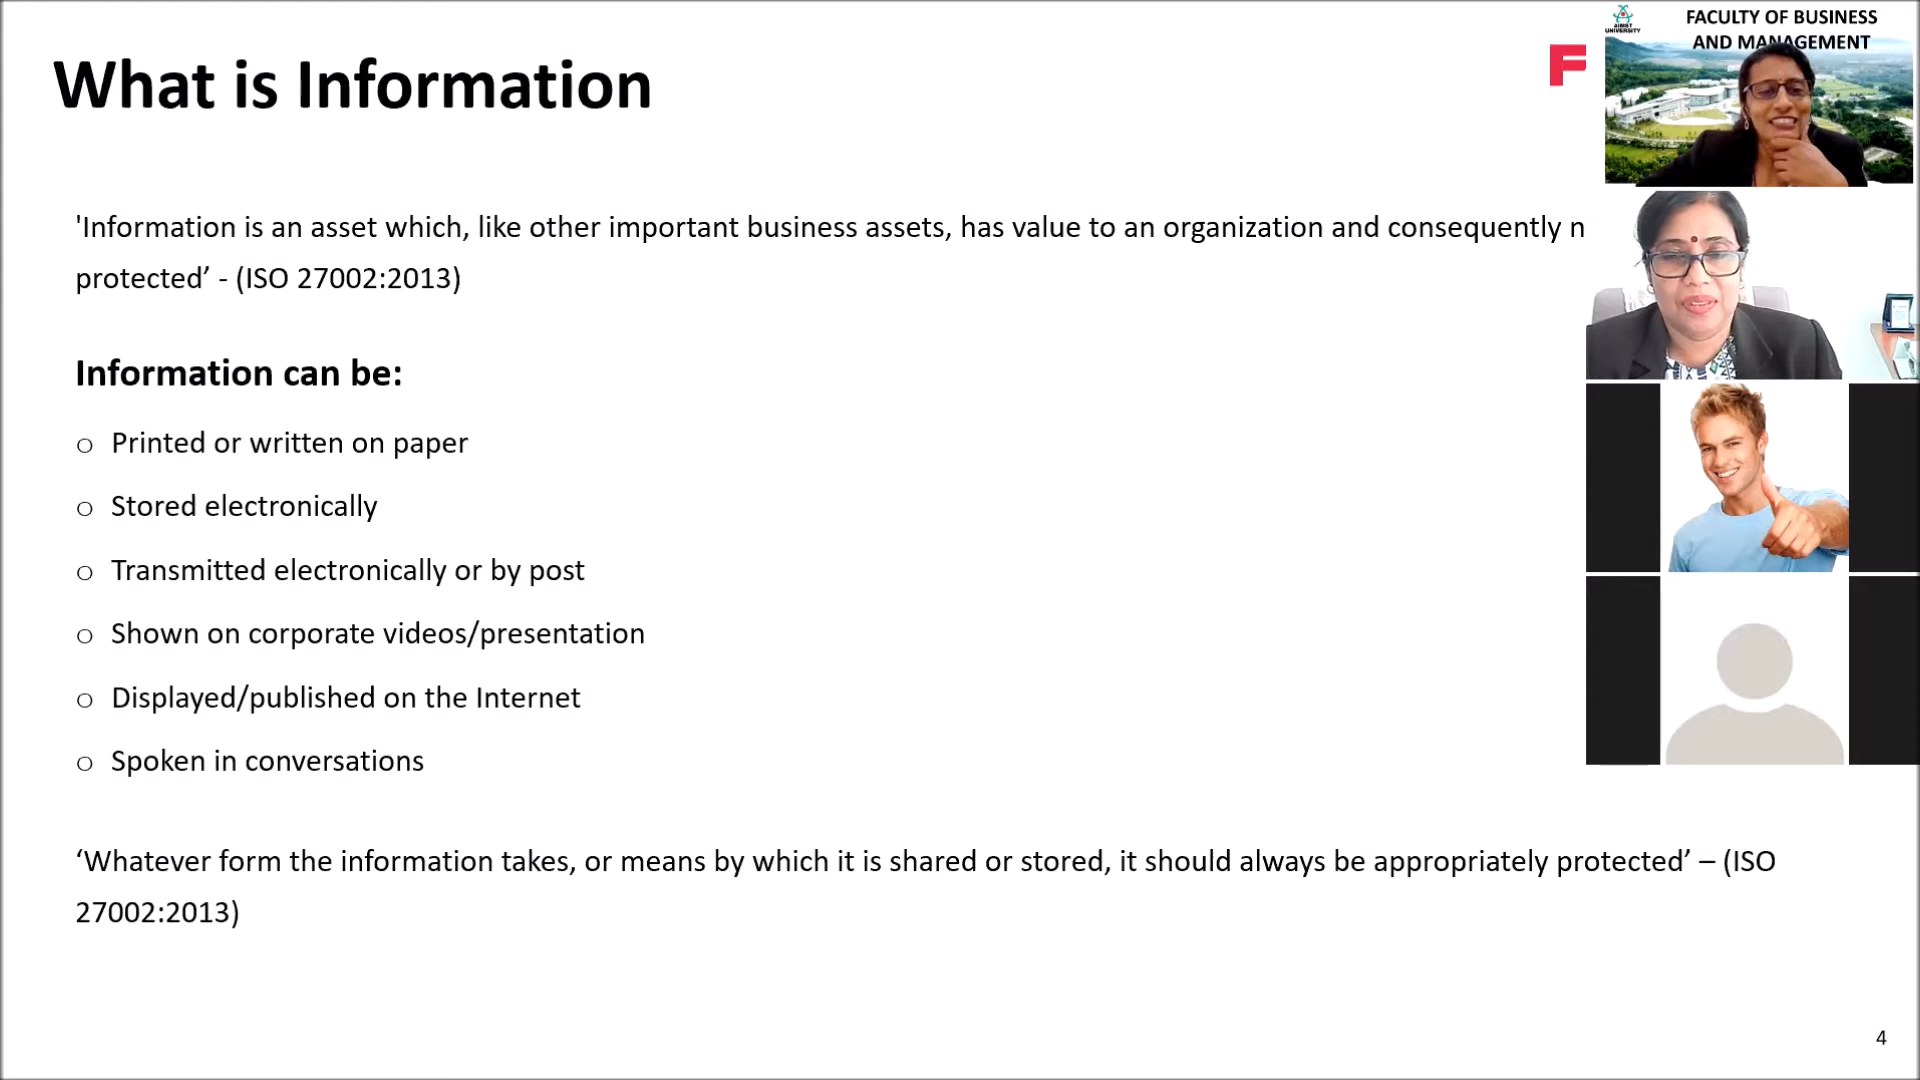 What is Information
F
AIMST
UNIVERSITY
FACULTY OF BUSINESS
AND MANAGEMENT
'Information is an asset which, like other important business assets, has value to an organization and consequently n
protected’ - (ISO 27002:2013)
Information can be:
o Printed or written on paper
o Stored electronically
o Transmitted electronically or by post
o Shown on corporate videos/presentation
o Displayed/published on the Internet
o Spoken in conversations
‘Whatever form the information takes, or means by which it is shared or stored, it should always be appropriately protected’ – (ISO
27002:2013)
4